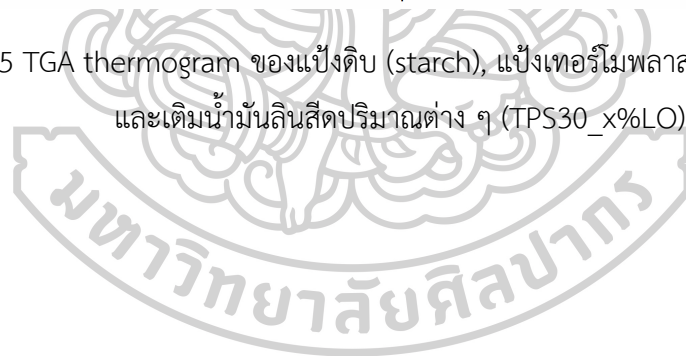 5 TGA thermogram ของแป้งดิบ (starch), แป้งเทอร์โมพลาส
และเติมน้ำมันลินสีดปริมาณต่าง ๆ (TPS30_x%LO)
มหาวิทยาลัยศิลปากร